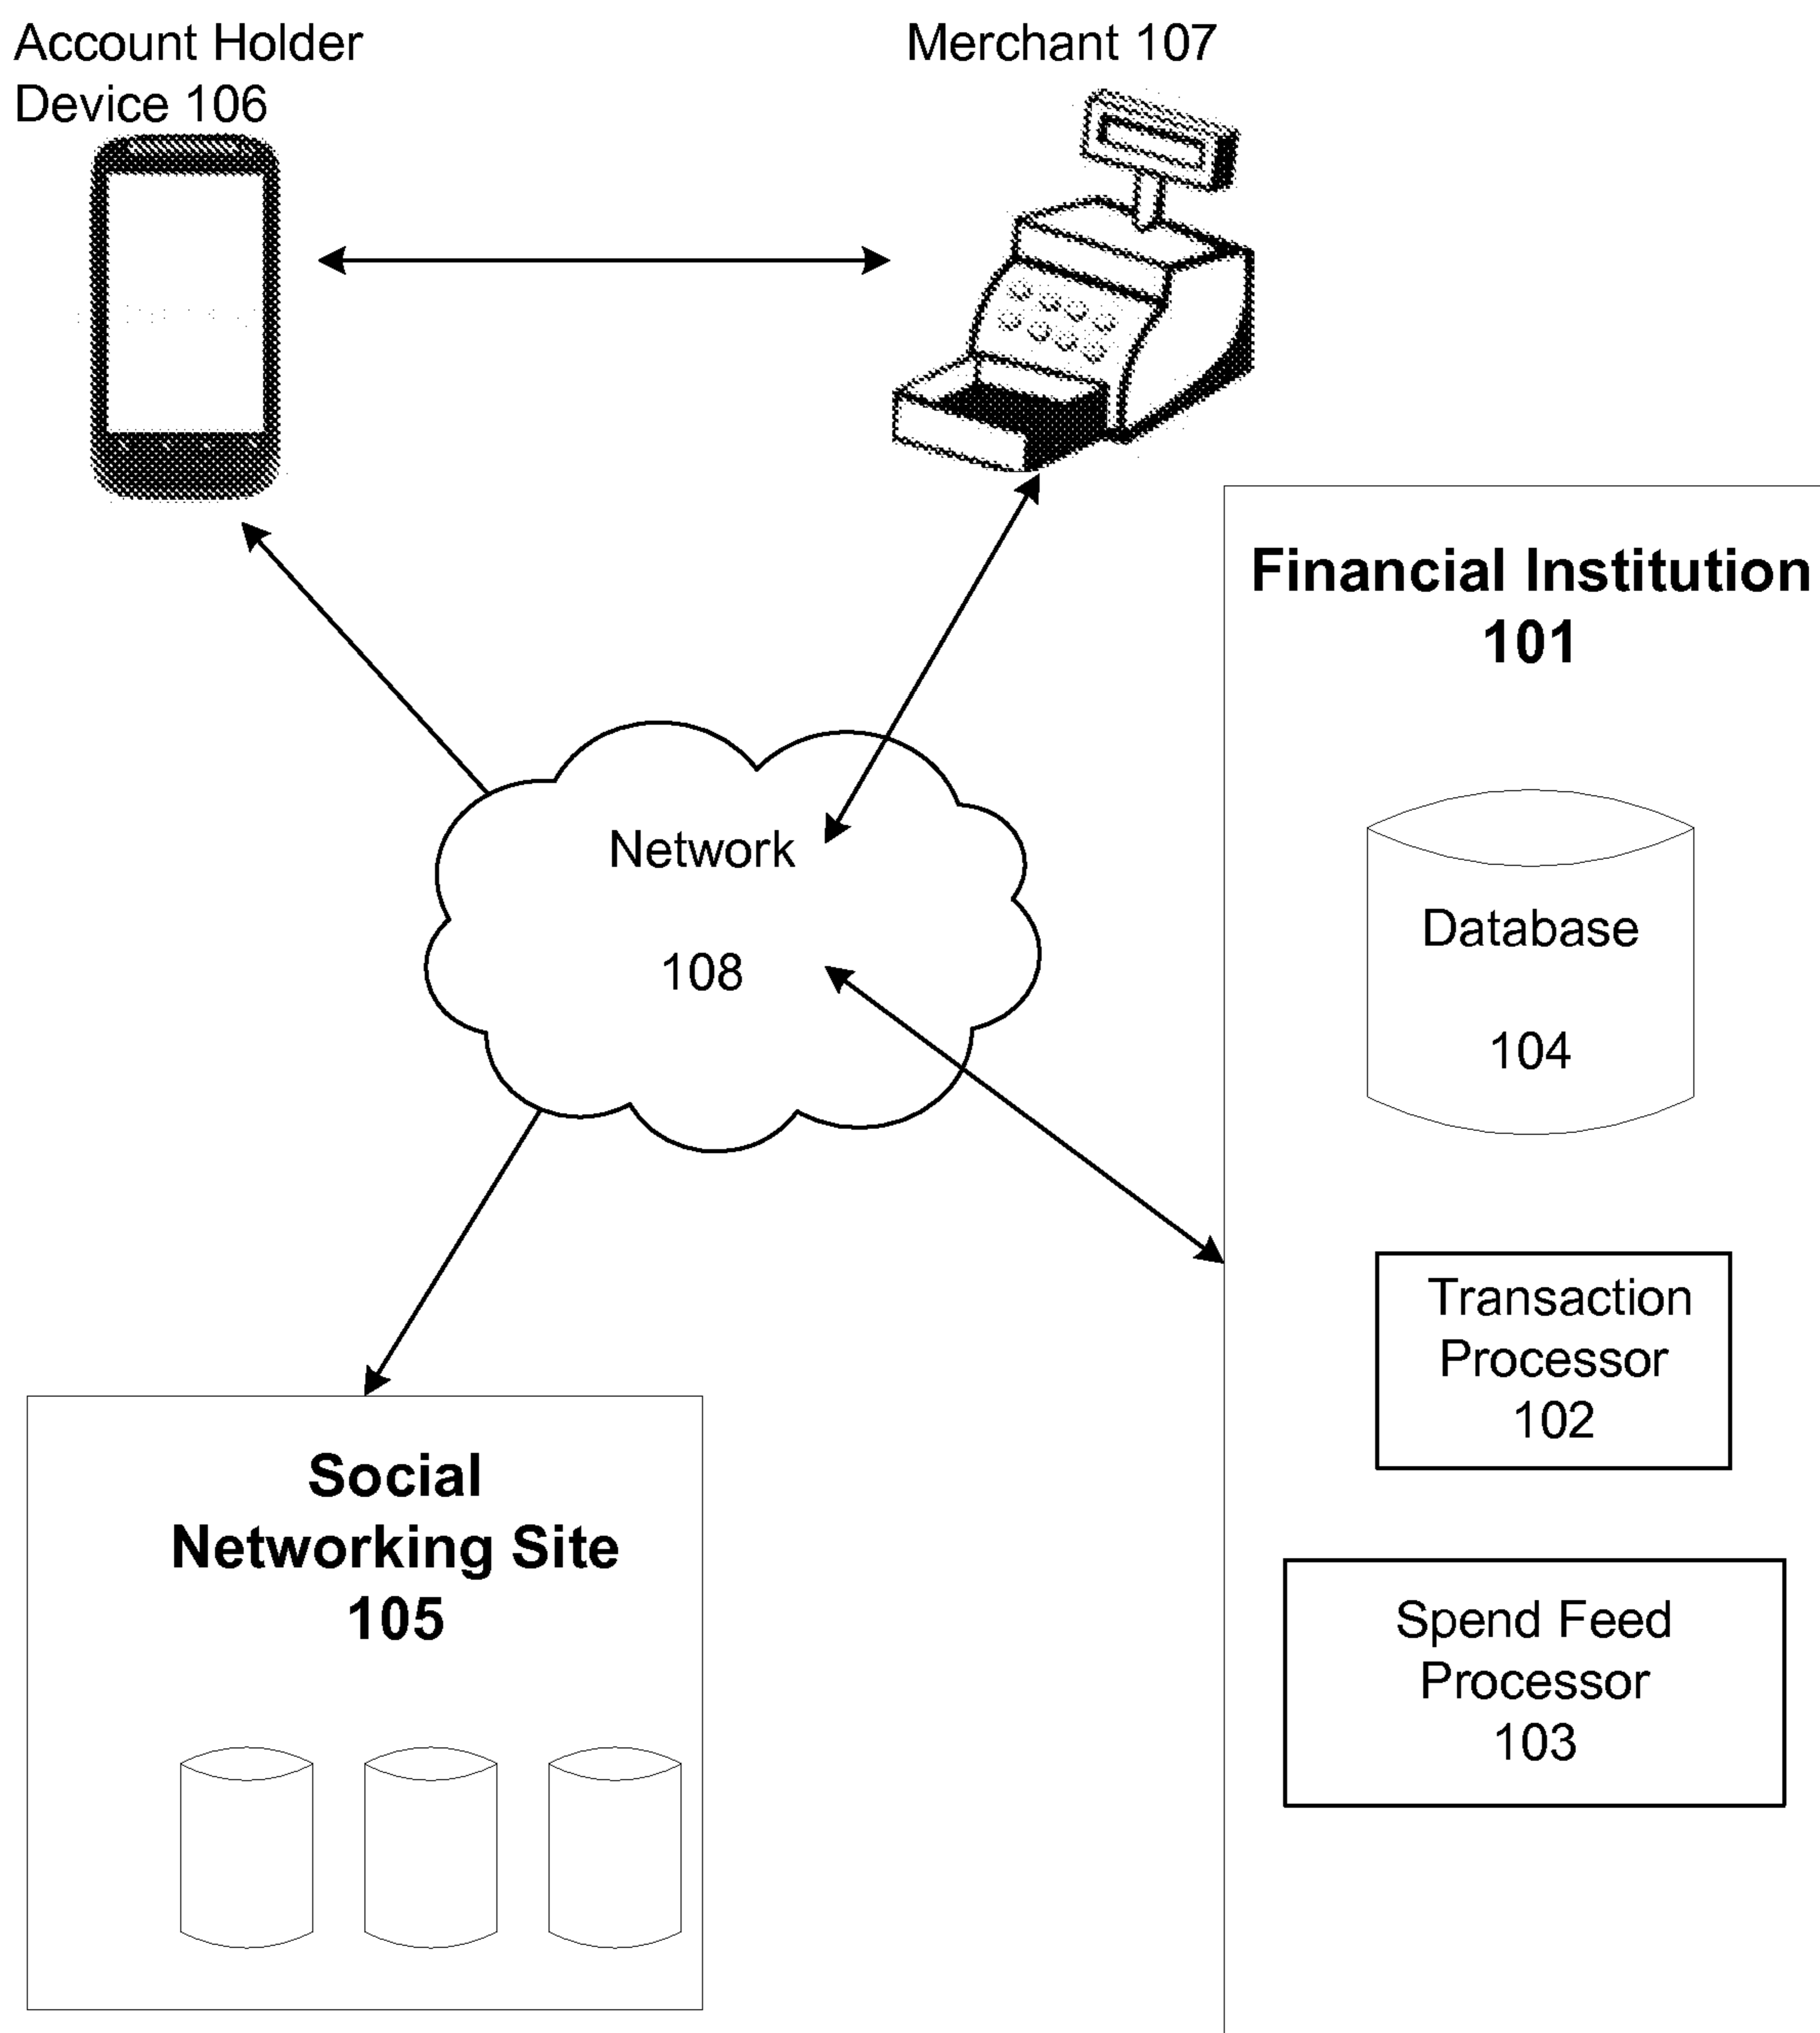 Account Holder
Device 106
Merchant 107
Financial Institution
101
Network
108
Database
104
Transaction
Processor
102
Social
Networking Site
105
Spend Feed
Processor
103